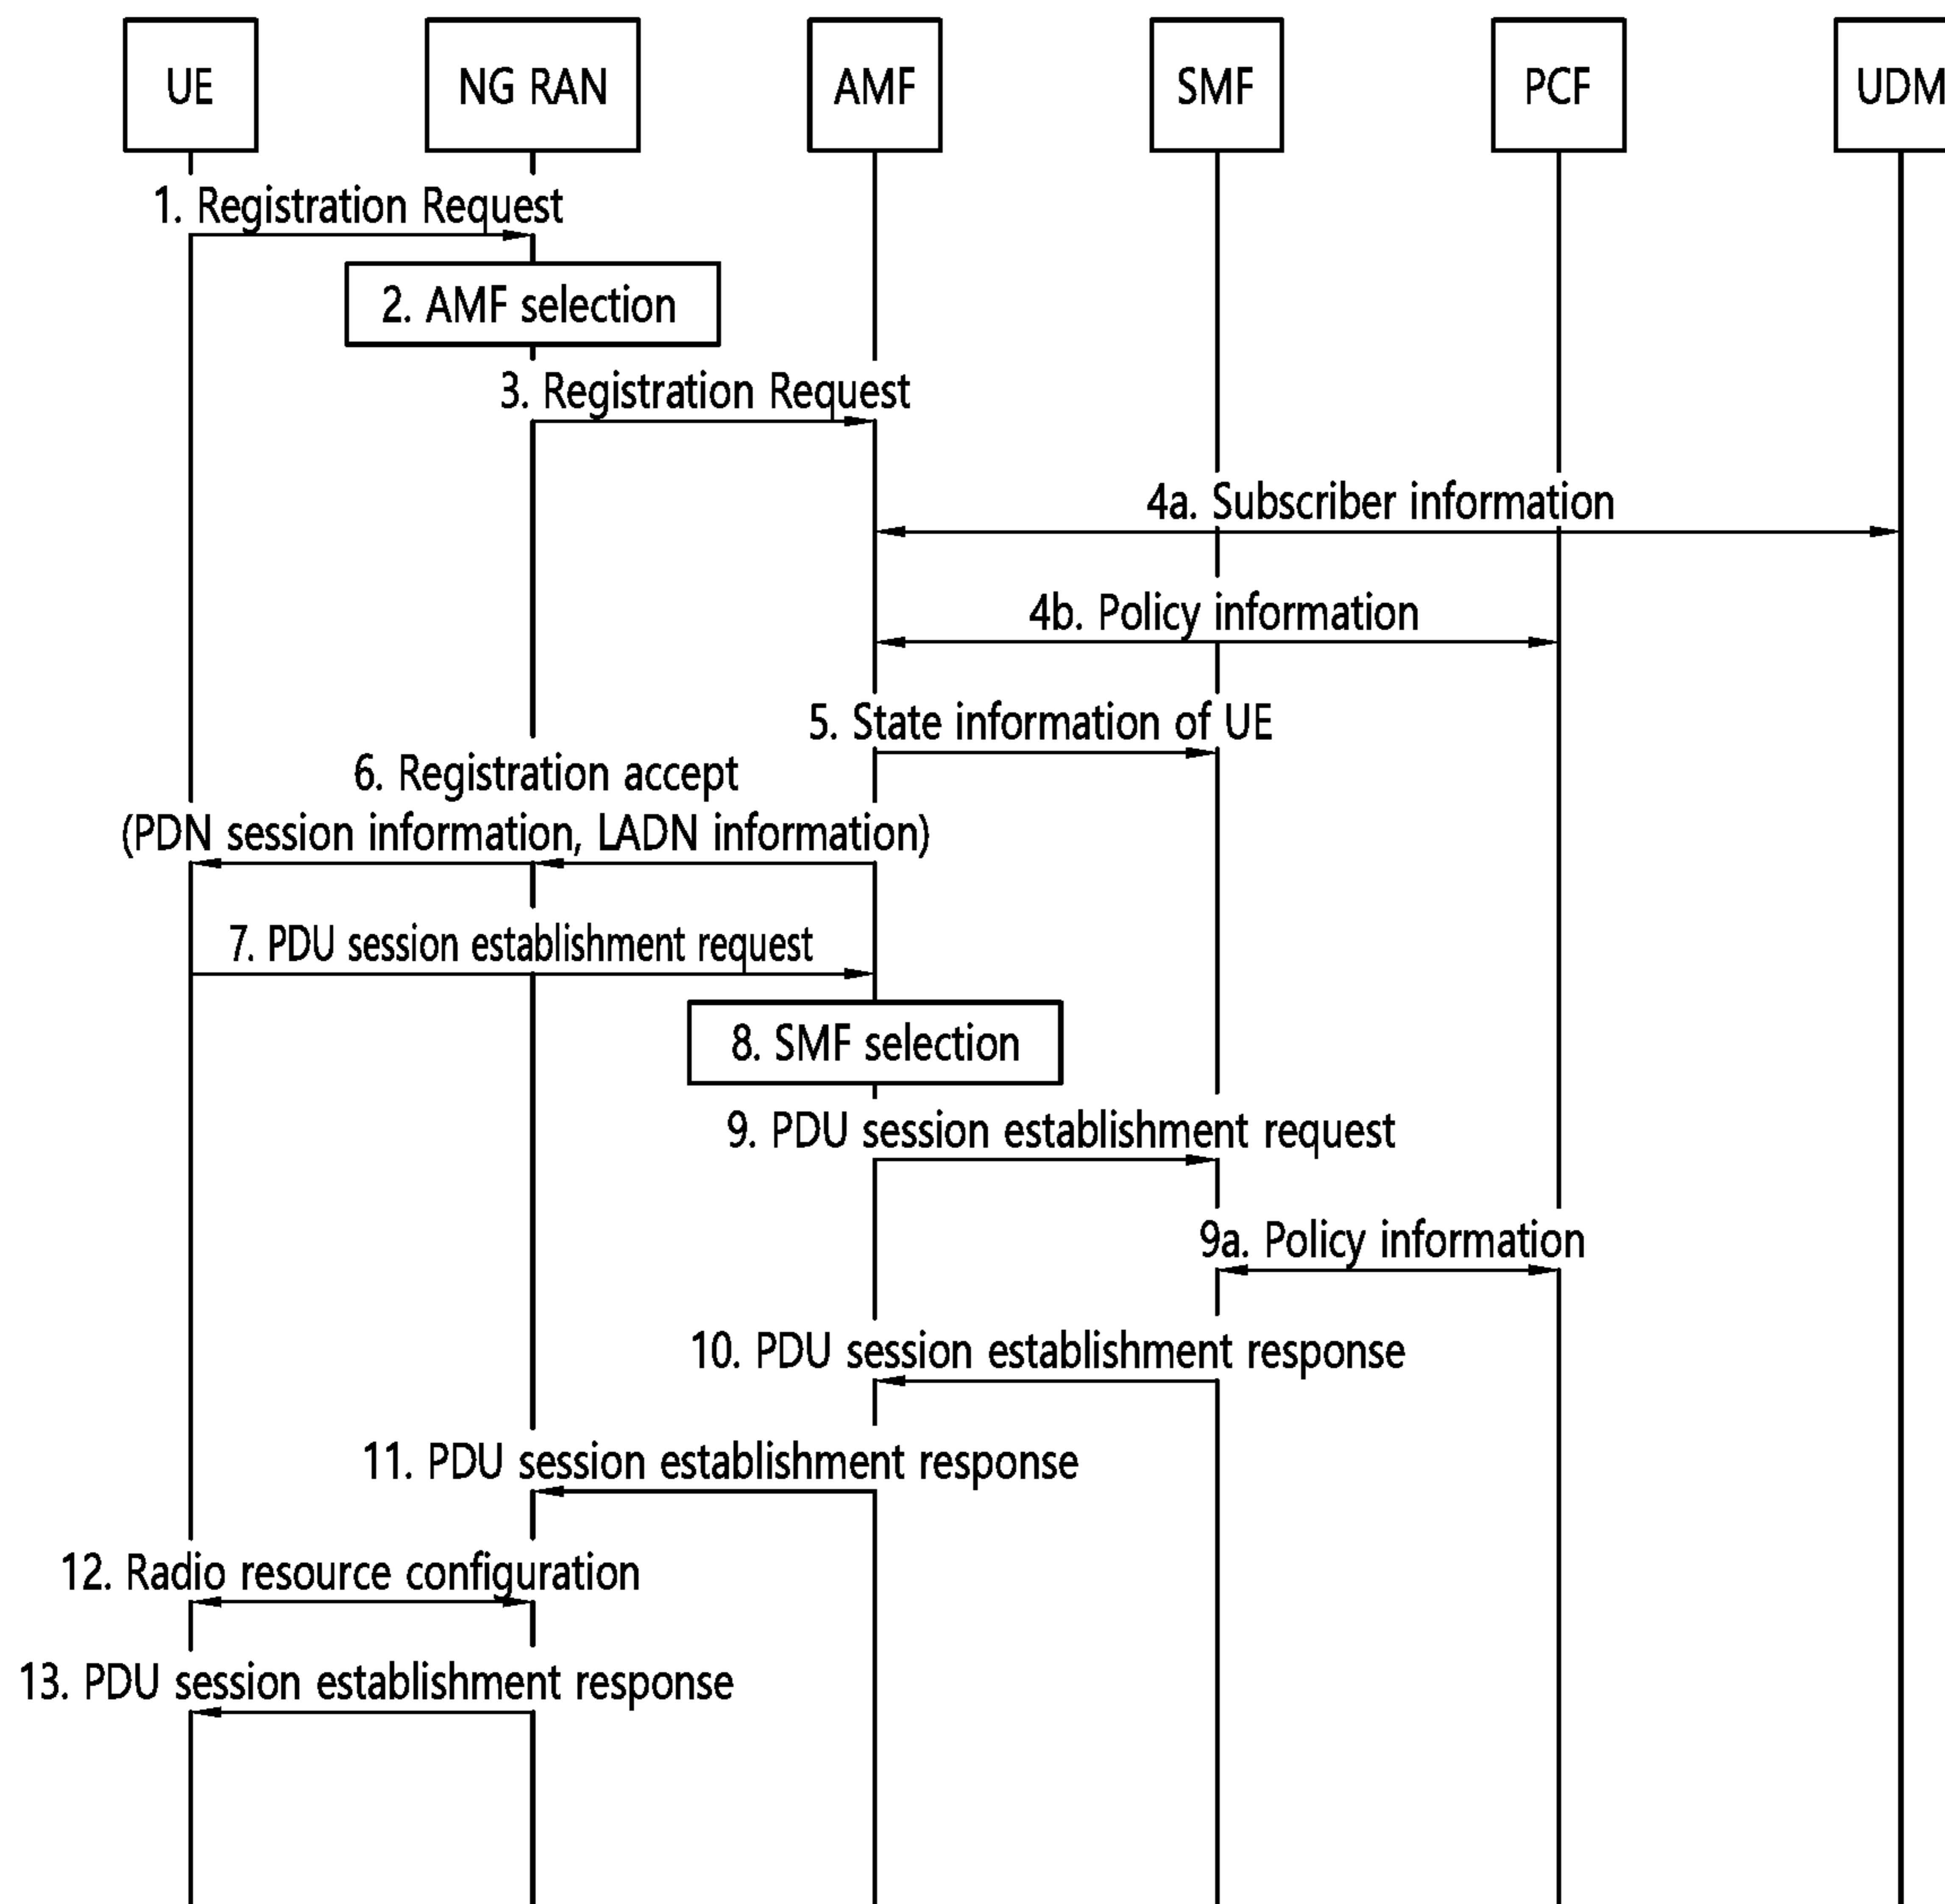 UE
NG RAN
AMF
SMF
PCF
UDM
1. Registration Request
2. AMF selection
3. Registration Request
4a. Subscriber information
4b. Policy information
5. State information of UE
6. Registration accept
(PDN session information, LADN information)
7. PDU session establishment request
8. SMF selection
9. PDU session establishment request
9a. Policy information
10. PDU session establishment response
11. PDU session establishment response
12. Radio resource configuration
13. PDU session establishment response